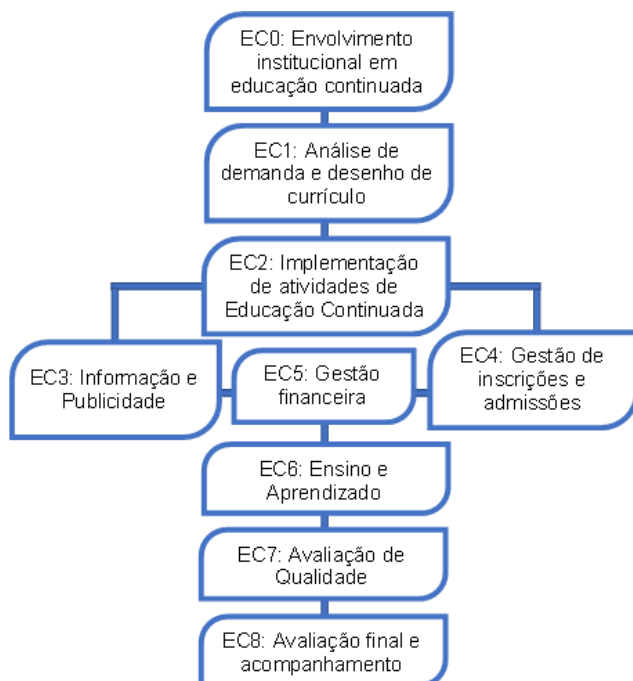 EC0: Envolvimento
institucional em
educação continuada
EC1: Análise de
demanda e desenho de
currículo
EC2: Implementação
de atividades de
Educação Continuada
EC3: Informação e
Publicidade
EC5: Gestão
financeira
EC4: Gestão de
inscrições e
admissões
EC6: Ensino e
Aprendizado
EC7: Avaliação de
Qualidade
EC8: Avaliação final e
acompanhamento